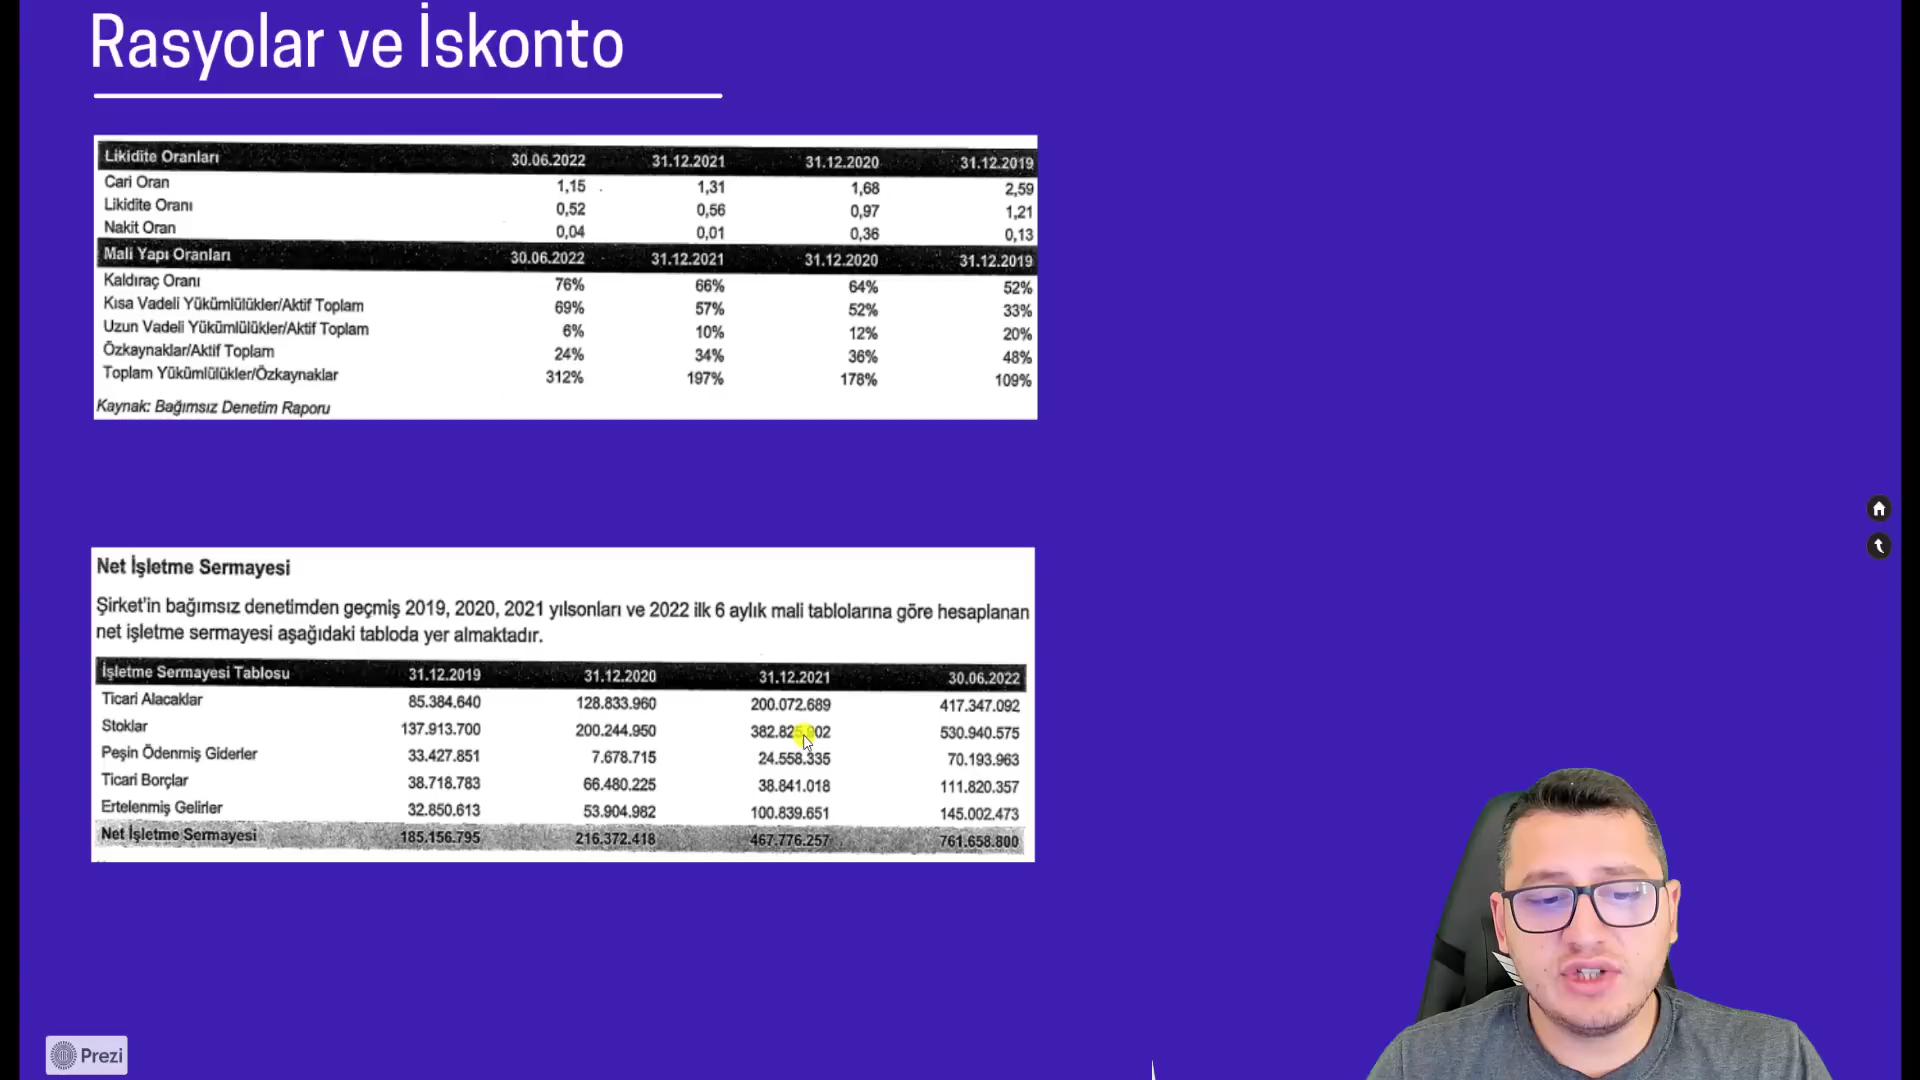 Rasyolar ve İskonto
Likidite Oranları 30.06.2022 31.12.2021 31.12.2020 31.12.2019
Cari Oran 1,15 1,31 1,68 2,59
Likidite Oranı 0,52 0,56 0,97 1,21
Nakit Oran 0,04 0,01 0,36 0,13
Mali Yapı Oranları 30.06.2022 31.12.2021 31.12.2020 31.12.2019
Kaldıraç Oranı 76% 66% 64% 52%
Kısa Vadeli Yükümlülükler/Aktif Toplam 69% 57% 52% 33%
Uzun Vadeli Yükümlülükler/Aktif Toplam 6% 10% 12% 20%
Özkaynaklar/Aktif Toplam 24% 34% 36% 48%
Toplam Yükümlülükler/Özkaynaklar 312% 197% 178% 109%
Kaynak: Bağımsız Denetim Raporu
Net İşletme Sermayesi
Şirket'in bağımsız denetimden geçmiş 2019, 2020, 2021 yılsonları ve 2022 ilk 6 aylık mali tablolarına göre hesaplanan
net işletme sermayesi aşağıdaki tabloda yer almaktadır.
İşletme Sermayesi Tablosu 31.12.2019 31.12.2020 31.12.2021 30.06.2022
Ticari Alacaklar 85.384.640 128.833.960 200.072.689 417.347.092
Stoklar 137.913.700 200.244.950 530.940.575
Peşin Ödenmiş Giderler 33.427.851 7.678.715 24.558.335 70.193.963
Ticari Borçlar 38.718.783 66.480.225 38.841.018 111.820.357
Ertelenmiş Gelirler 32.850.613 53.904.982 100.839.651 145.002.473
Net İşletme Sermayesi 185.156.795 216.372.418 467.776.257 761.658.800
Prezi